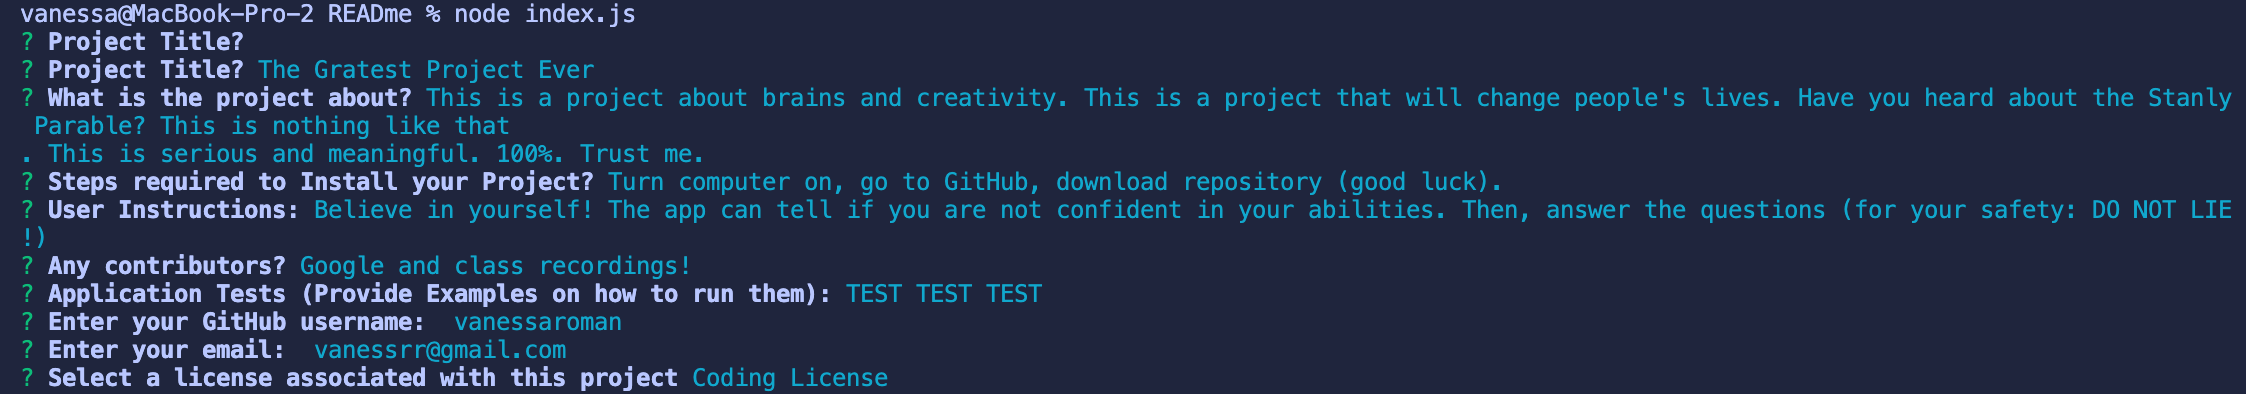 vanessa@MacBook-Pro-2 READme % node index.js
? Project Title?
? Project Title? The Gratest Project Ever
? What is the project about? This is a project about brains and creativity. This is a project that will change people's lives. Have you heard about the Stanly
Parable? This is nothing like that
. This is serious and meaningful. 100%. Trust me.
? Steps required to Install your Project? Turn computer on, go to GitHub, download repository (good luck).
? User Instructions: Believe in yourself! The app can tell if you are not confident in your abilities. Then, answer the questions (for your safety: DO NOT LIE
!)
? Any contributors? Google and class recordings!
? Application Tests (Provide Examples on how to run them): TEST TEST TEST
? Enter your GitHub username:  vanessaroman
? Enter your email:  vanessrr@gmail.com
? Select a license associated with this project Coding License